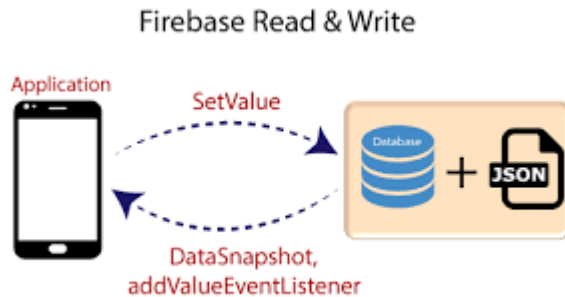 Firebase Read & Write
Application
SetValue
Database
JSON
+
DataSnapshot,
addValueEventListener